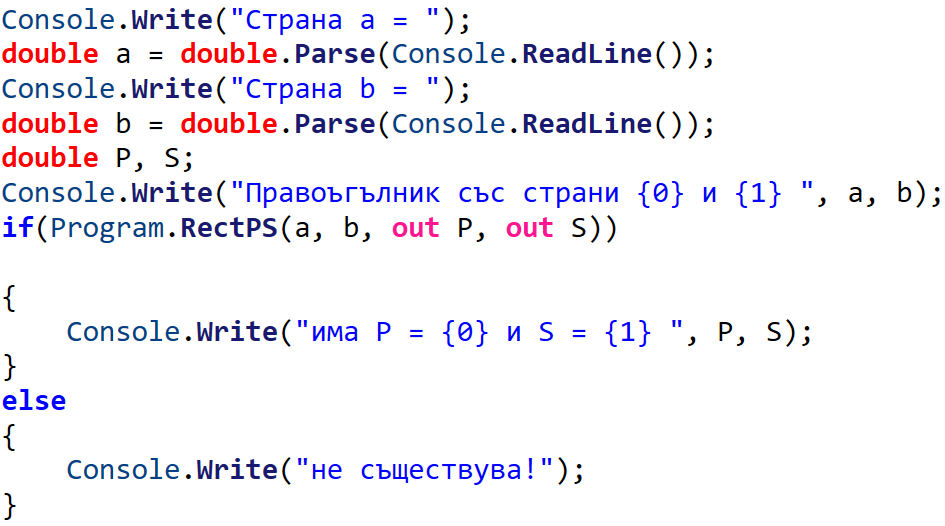 Console.Write("Страна a = ");
double a = double.Parse(Console.ReadLine());
Console.Write("Страна b = ");
double b = double.Parse(Console.ReadLine());
double P, S;
Console.Write("Правоъгълник със страни {0} и {1} ", a, b);
if(Program.RectPS(a, b, out P, out S))
{
    Console.Write("има P = {0} и S = {1} ", P, S);
}
else
{
    Console.Write("не съществува!");
}